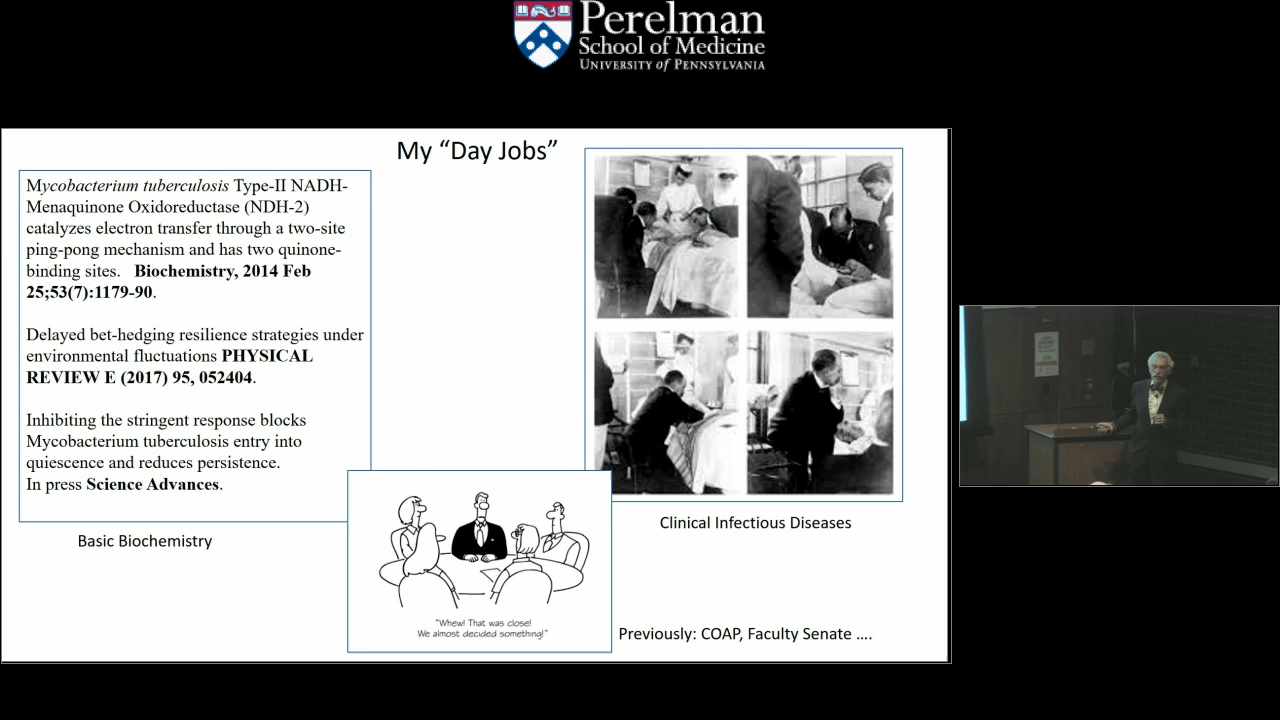 Perelman
School of Medicine
UNIVERSITY of PENNSYLVANIA
My “Day Jobs”
Mycobacterium tuberculosis Type-II NADH-
Menaquinone Oxidoreductase (NDH-2)
catalyzes electron transfer through a two-site
ping-pong mechanism and has two quinone-
binding sites. Biochemistry, 2014 Feb
25;53(7):1179-90.
Delayed bet-hedging resilience strategies under
environmental fluctuations PHYSICAL
REVIEW E (2017) 95, 052404.
Inhibiting the stringent response blocks
Mycobacterium tuberculosis entry into
quiescence and reduces persistence.
In press Science Advances.
Basic Biochemistry
"Whew! That was close!
We almost decided something!"
Clinical Infectious Diseases
Previously: COAP, Faculty Senate ....